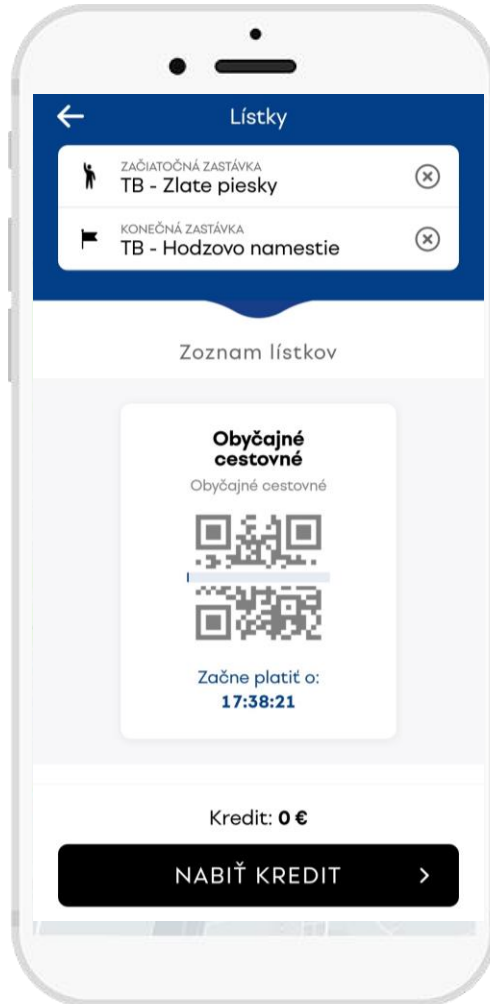 Lístky
ZAČIATOČNÁ ZASTÁVKA
TB - Zlate piesky
KONEČNÁ ZASTÁVKA
TB - Hodzovo namestie
Zoznam lístkov
Obyčajné
cestovné
Obyčajné cestovné
Začne platiť o:
17:38:21
Kredit: 0 €
NABIŤ KREDIT